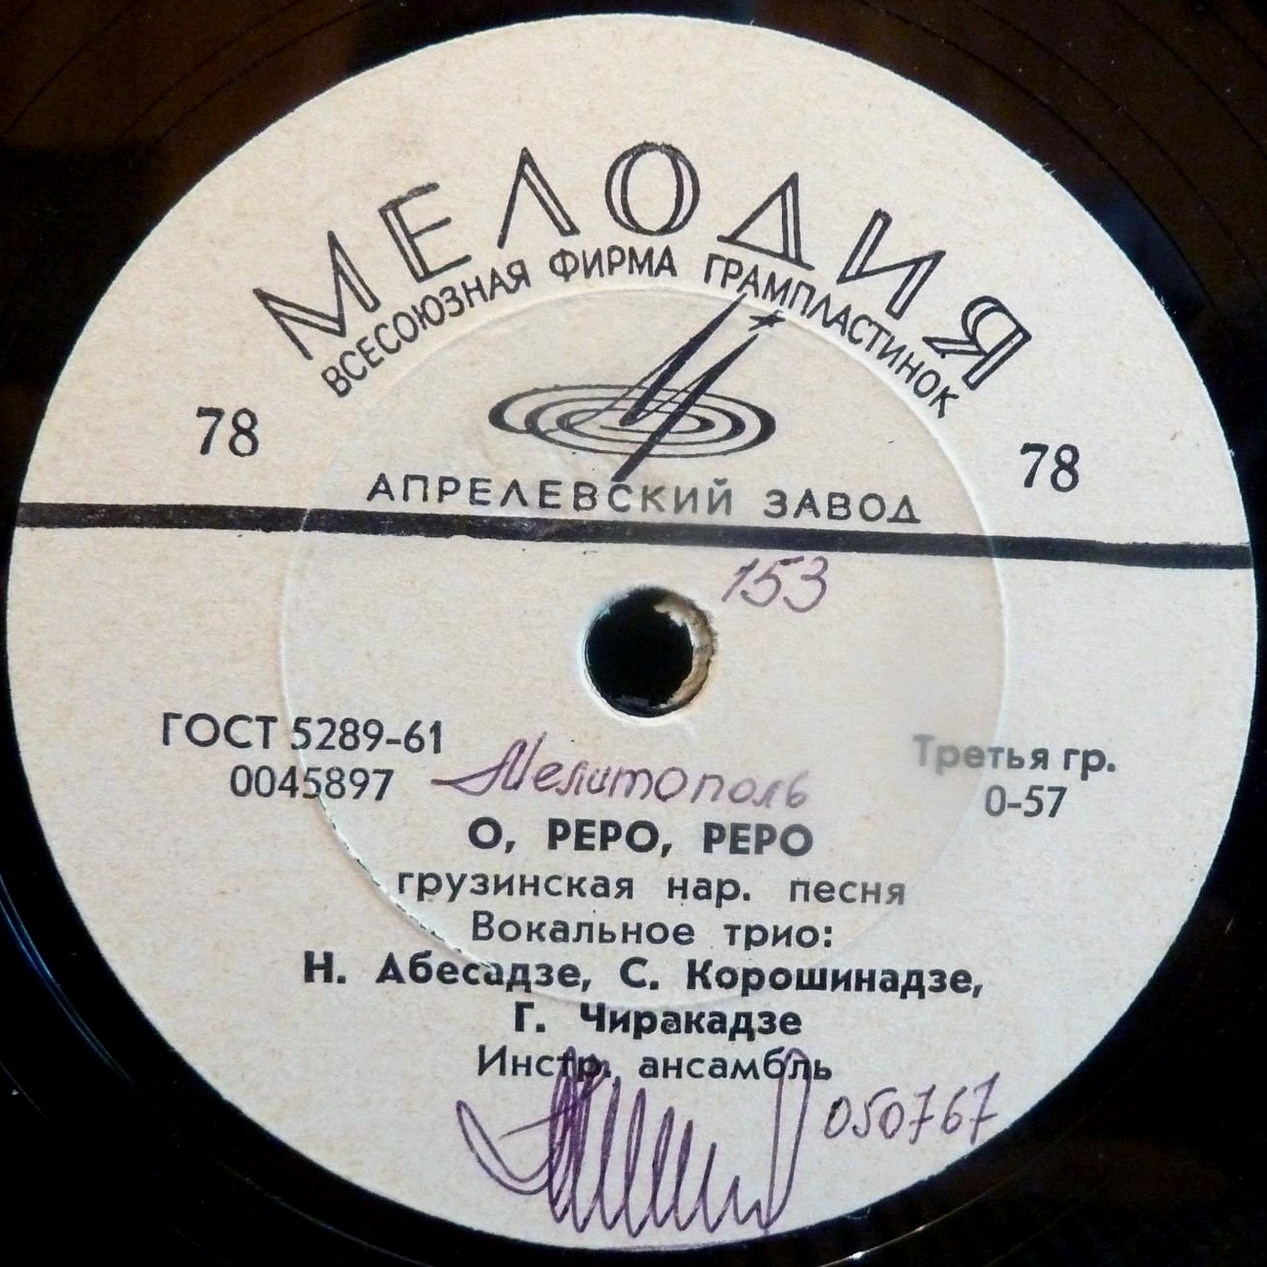 МЕЛОДИЯ
ВСЕСОЮЗНАЯ ФИРМА ГРАМПЛАСТИНОК
78 78
АПРЕЛЕВСКИЙ ЗАВОД
153
ГОСТ 5289-61
0045897
Третья гр.
0-57
Мелитополь
О, РЕРО, РЕРО
грузинская нар. песня
Вокальное трио:
Н. Абесадзе, С. Корошинадзе,
Г. Чиракадзе
Инстр. ансамбль
050767